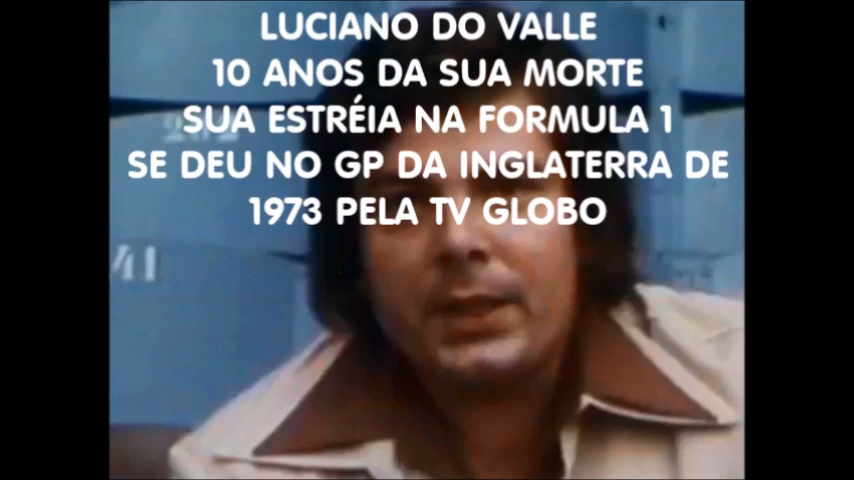 LUCIANO DO VALLE
10 ANOS DA SUA MORTE
SUA ESTRÉIA NA FORMULA 1
SE DEU NO GP DA INGLATERRA DE
1973 PELA TV GLOBO
41